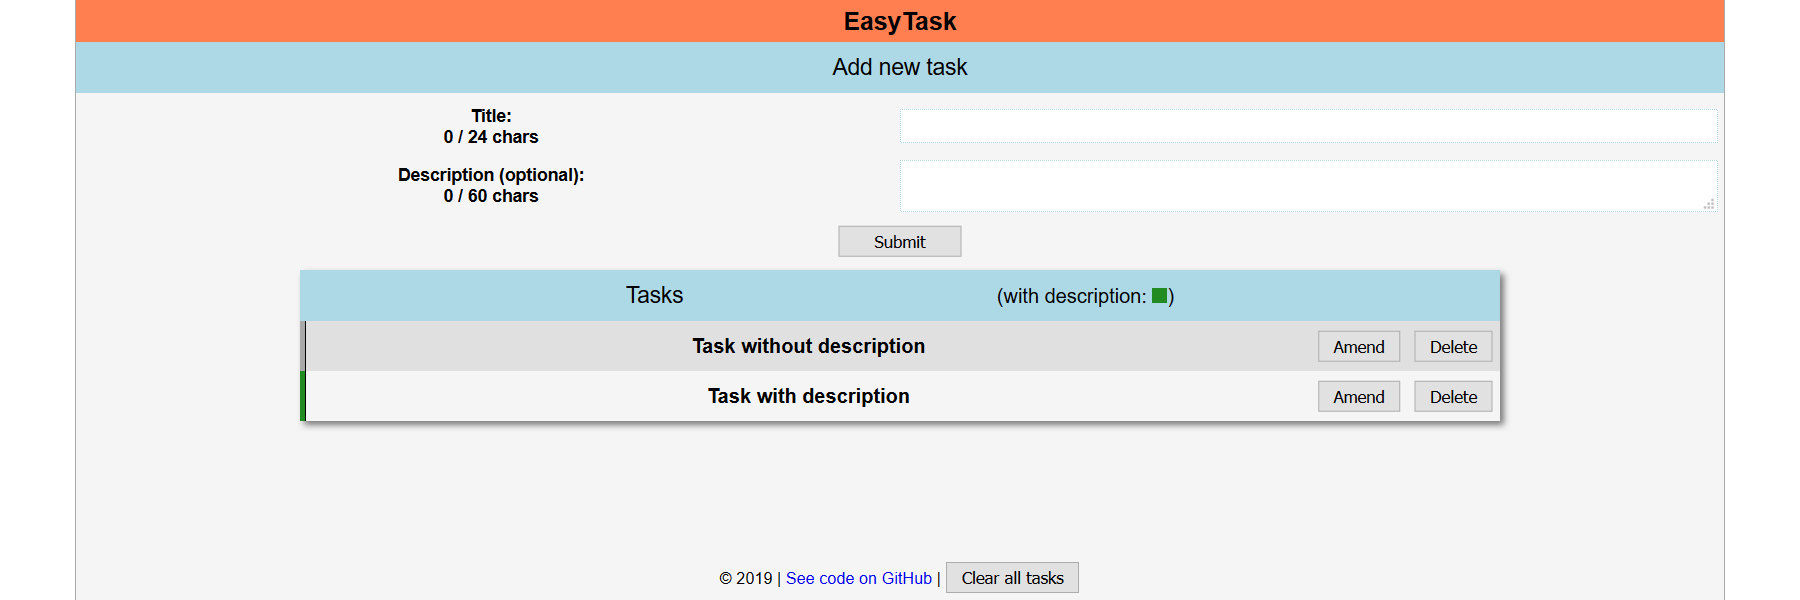 EasyTask
Add new task
Title:
0 / 24 chars
Description (optional):
0 / 60 chars
Submit
Tasks (with description: )
Task without description Amend Delete
Task with description Amend Delete
© 2019 | See code on GitHub | Clear all tasks